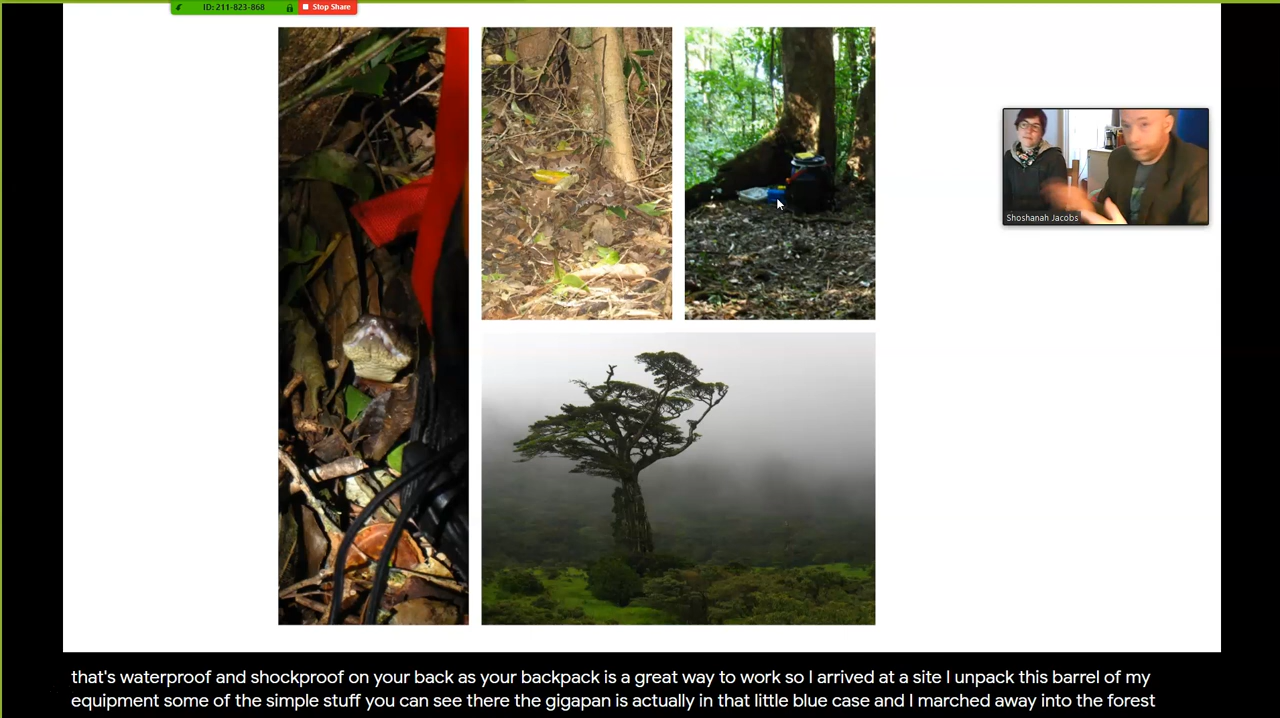 ID: 211-823-868
Stop Share
Shoshanah Jacobs
that's waterproof and shockproof on your back as your backpack is a great way to work so I arrived at a site I unpack this barrel of my
equipment some of the simple stuff you can see there the gigapan is actually in that little blue case and I marched away into the forest